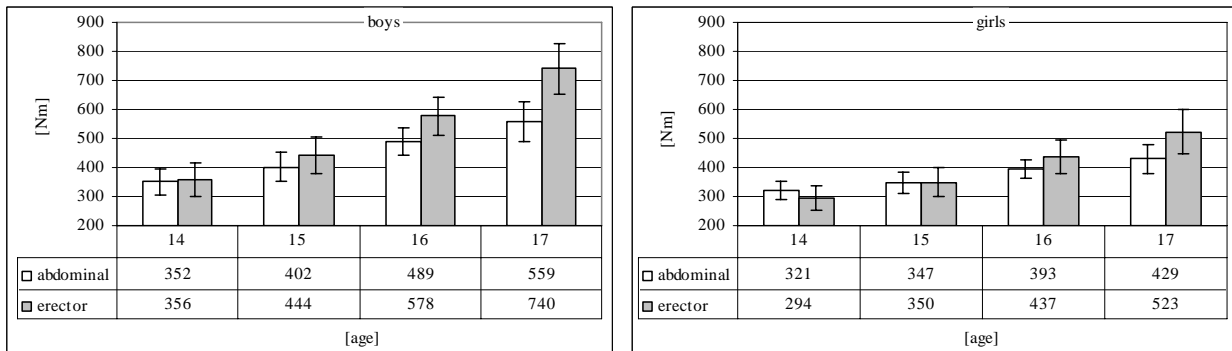 boys
900
800
700
600
500
400
300
200
[Nm]
14 15 16 17
abdominal 352 402 489 559
erector 356 444 578 740
[age]
girls
900
800
700
600
500
400
300
200
[Nm]
14 15 16 17
abdominal 321 347 393 429
erector 294 350 437 523
[age]